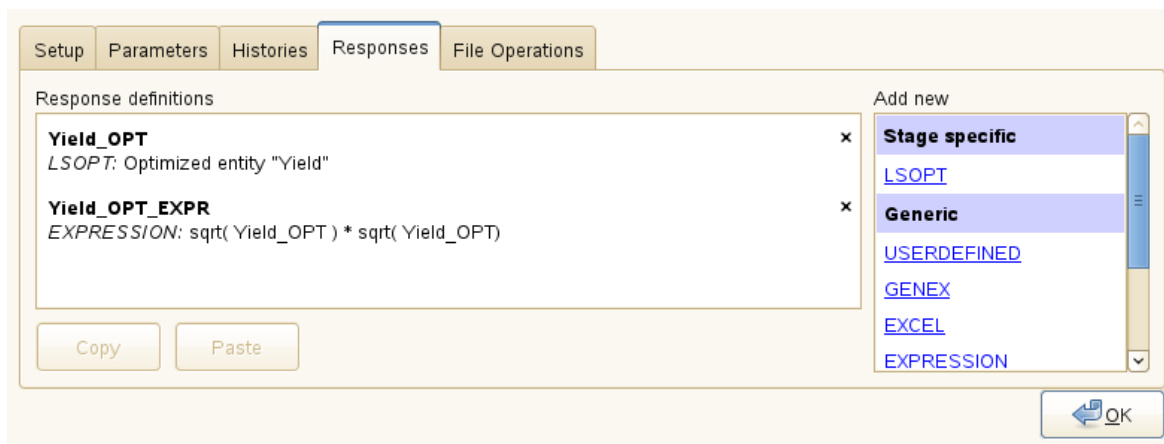 Setup
Parameters
Histories
Responses
File Operations
Response definitions
Yield_OPT
LSOPT: Optimized entity "Yield"
Yield_OPT_EXPR
EXPRESSION: sqrt( Yield_OPT ) * sqrt( Yield_OPT)
Copy
Paste
Add new
Stage specific
LSOPT
Generic
USERDEFINED
GENEX
EXCEL
EXPRESSION
OK